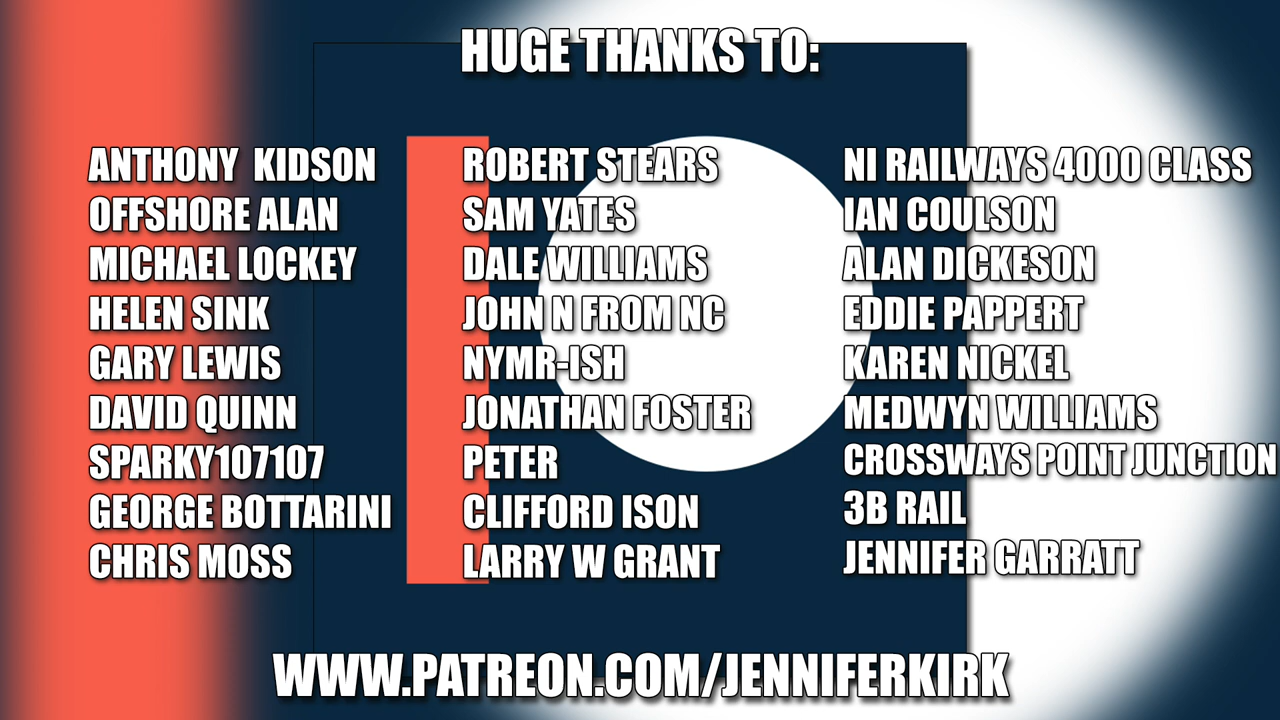 HUGE THANKS TO:
ANTHONY KIDSON
OFFSHORE ALAN
MICHAEL LOCKEY
HELEN SINK
GARY LEWIS
DAVID QUINN
SPARKY107107
GEORGE BOTTARINI
CHRIS MOSS
ROBERT STEARS
SAM YATES
DALE WILLIAMS
JOHN N FROM NC
NYMR-ISH
JONATHAN FOSTER
PETER
CLIFFORD ISON
LARRY W GRANT
NI RAILWAYS 4000 CLASS
IAN COULSON
ALAN DICKESON
EDDIE PAPPERT
KAREN NICKEL
MEDWYN WILLIAMS
CROSSWAYS POINT JUNCTION
3B RAIL
JENNIFER GARRATT
WWW.PATREON.COM/JENNIFERKIRK